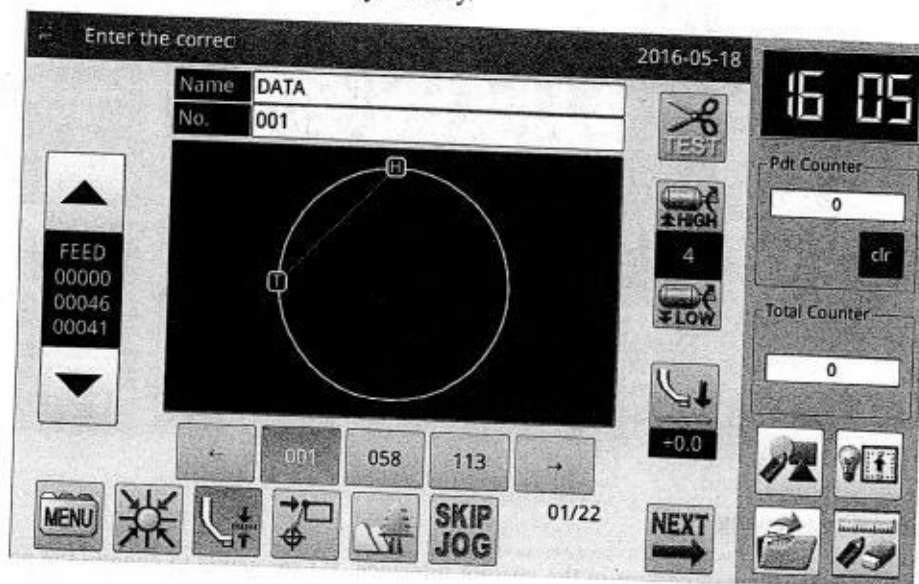 Enter the correc
2016-05-18
16 05
Name DATA
No. 001
TEST
HIGH
4
LOW
+0.0
FEED
00000
00046
00041
H
T
Pdt Counter
0
clr
Total Counter
0
← 001 058 113 →
01/22
MENU
SKIP
JOG
NEXT